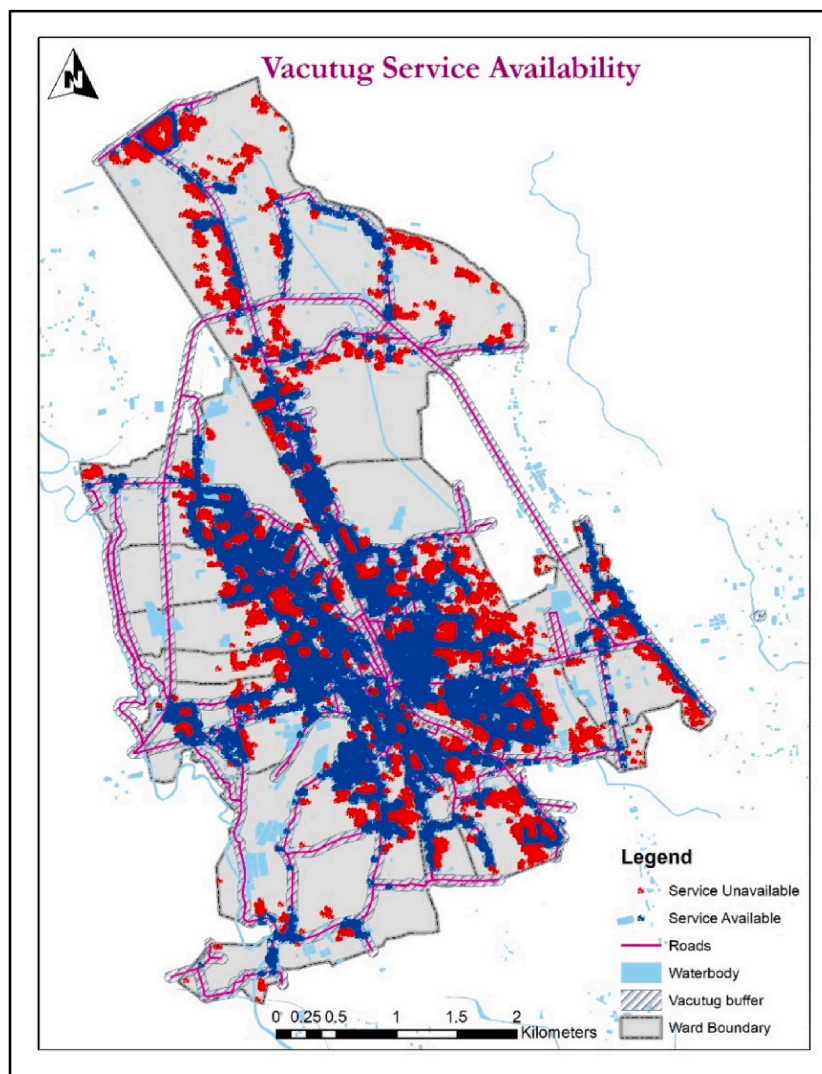 Vacutug Service Availability
N
Legend
Service Unavailable
Service Available
Roads
Waterbody
Vacutug buffer
Ward Boundary
0 0.25 0.5 1 1.5 2
Kilometers